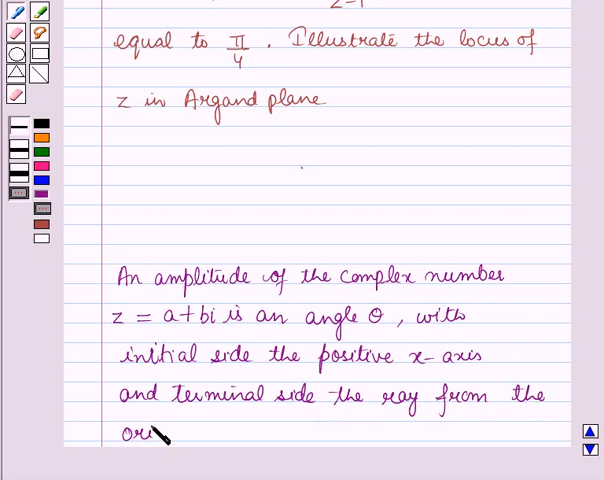 equal to π/4 . Illustrate the locus of
z in Argand plane
An amplitude of the complex number
z = a+bi is an angle θ, with
initial side the positive x-axis
and terminal side the ray from the
ori